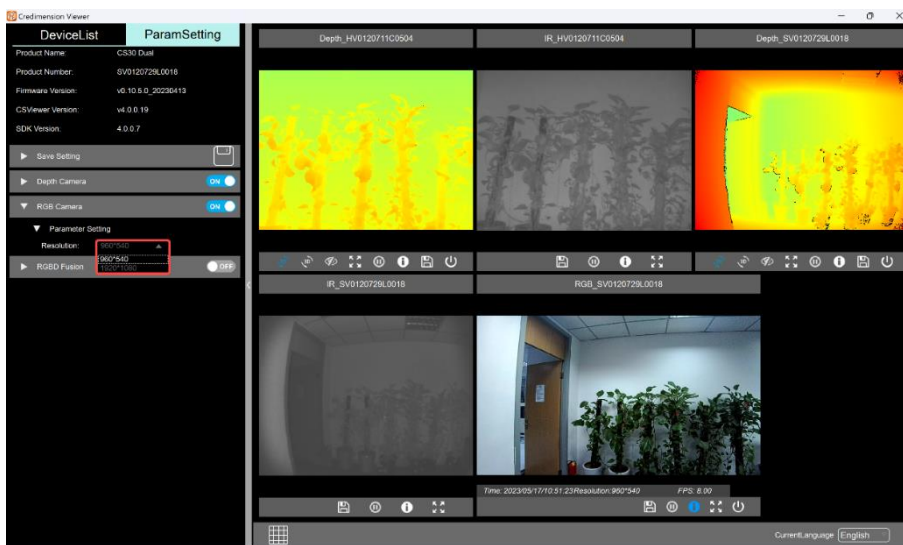 Credimension Viewer
DeviceList
ParamSetting
Product Name: CS30 Dual
Product Number: SV0120729L0018
Firmware Version: v0.10.5.0_20230413
CSViewer Version: v4.0.0.19
SDK Version: 4.0.0.7
Save Setting
Depth Camera ON
RGB Camera ON
Parameter Setting
Resolution: 960*540
960*540
1920*1080
RGBD Fusion OFF
Depth_HV0120711C0504
IR_HV0120711C0504
Depth_SV0120729L0018
IR_SV0120729L0018
RGB_SV0120729L0018
Time: 2023/05/17/10.51.23Resolution:960*540 FPS: 8.00
CurrentLanguage English